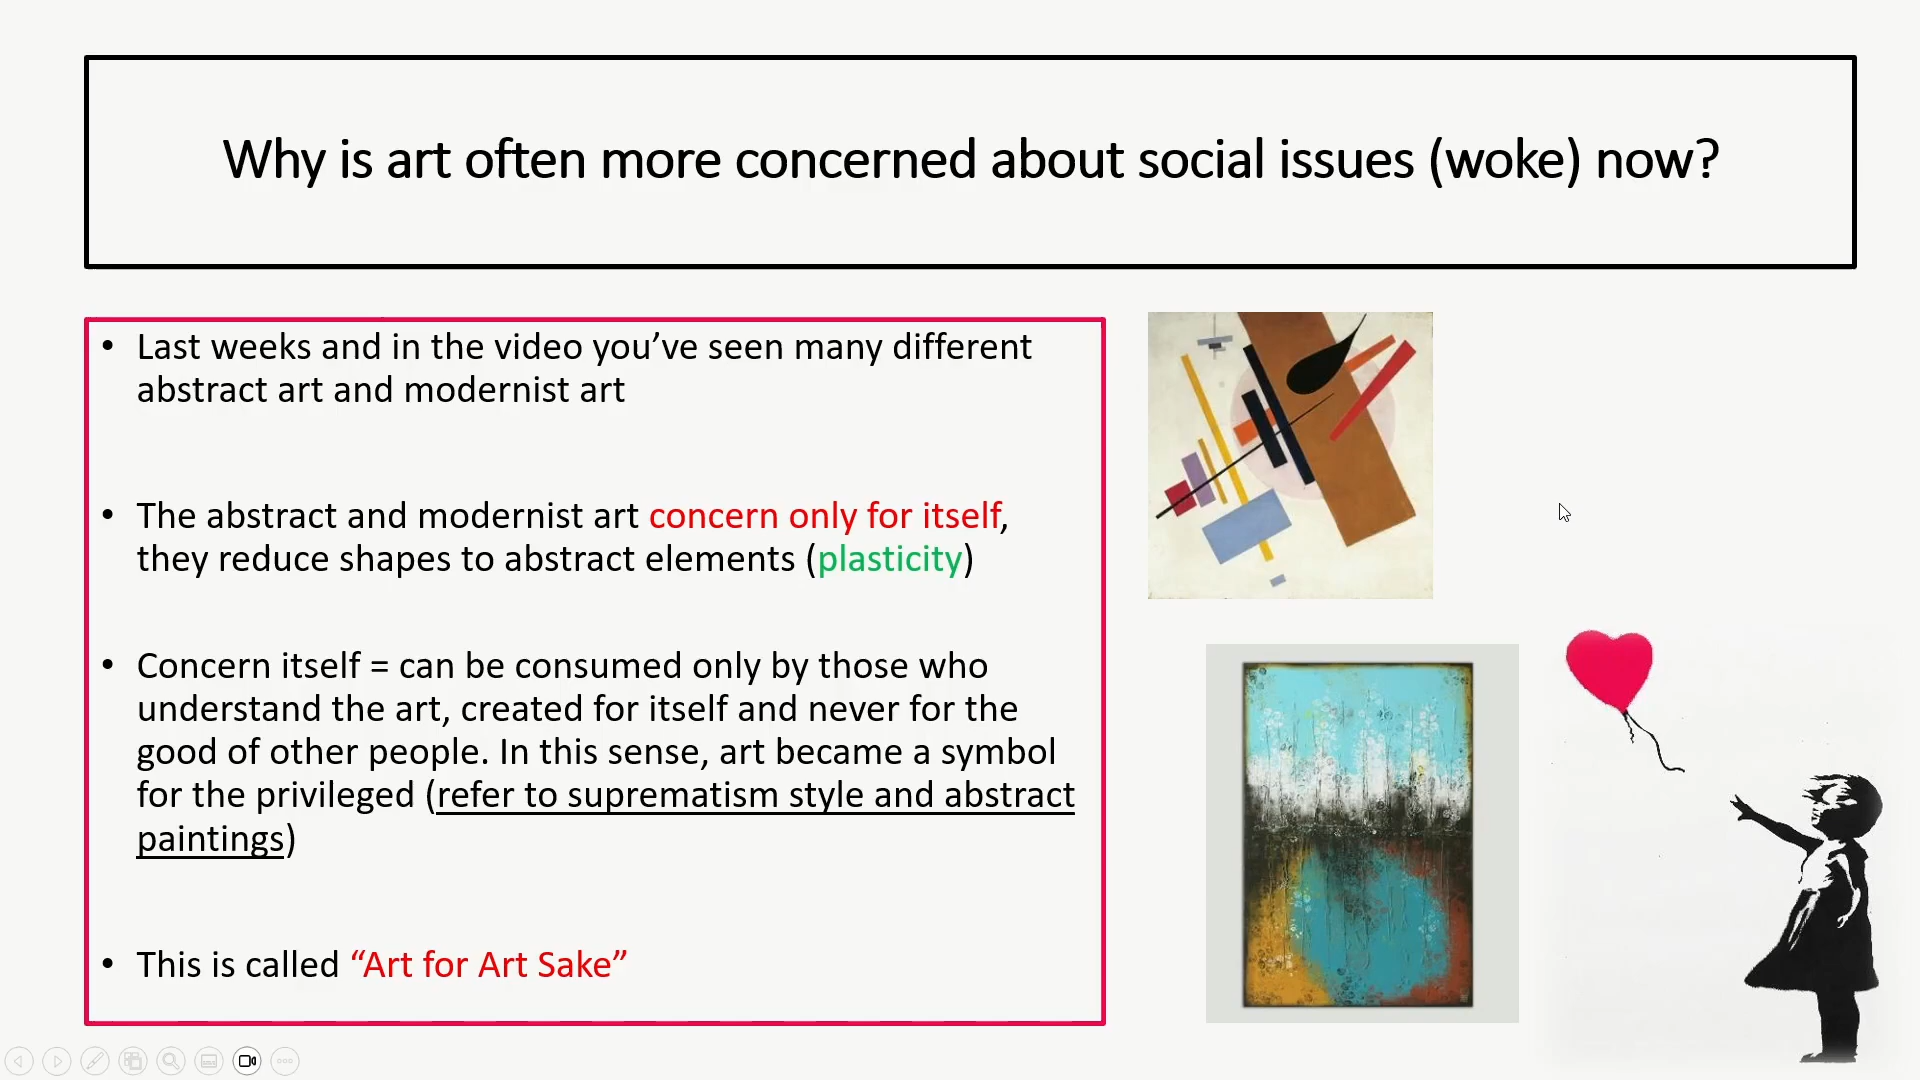 Why is art often more concerned about social issues (woke) now?
• Last weeks and in the video you’ve seen many different
abstract art and modernist art
• The abstract and modernist art concern only for itself,
they reduce shapes to abstract elements (plasticity)
• Concern itself = can be consumed only by those who
understand the art, created for itself and never for the
good of other people. In this sense, art became a symbol
for the privileged (refer to suprematism style and abstract
paintings)
• This is called “Art for Art Sake”